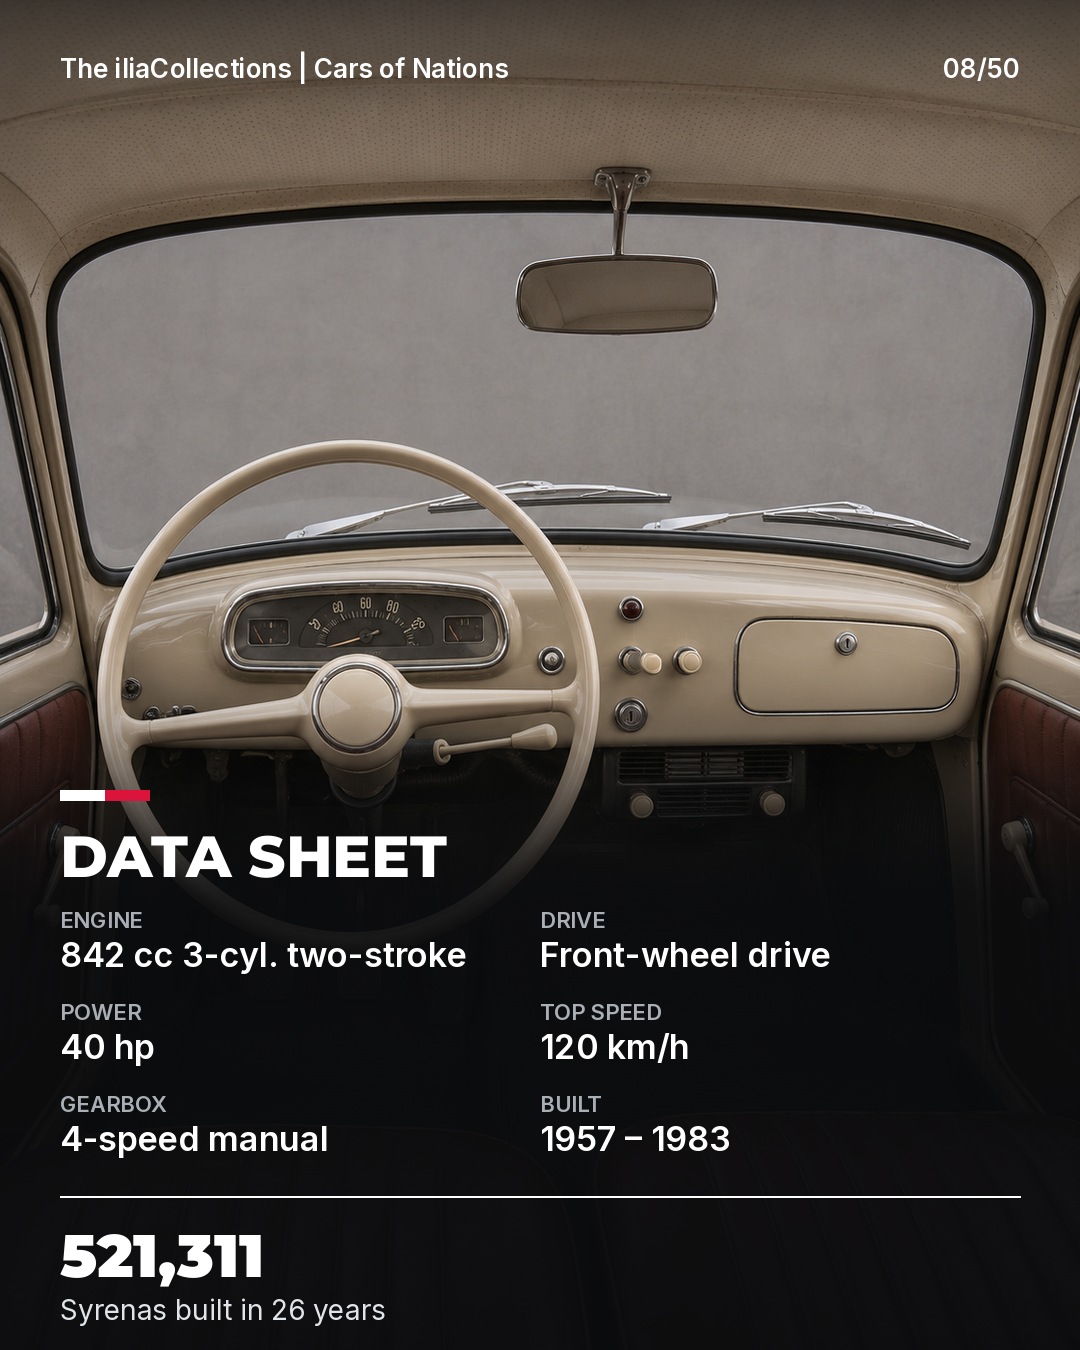 The iliaCollections | Cars of Nations
08/50
60
80
DATA SHEET
ENGINE
842 cc 3-cyl. two-stroke
DRIVE
Front-wheel drive
POWER
40 hp
TOP SPEED
120 km/h
GEARBOX
4-speed manual
BUILT
1957 – 1983
521,311
Syrenas built in 26 years